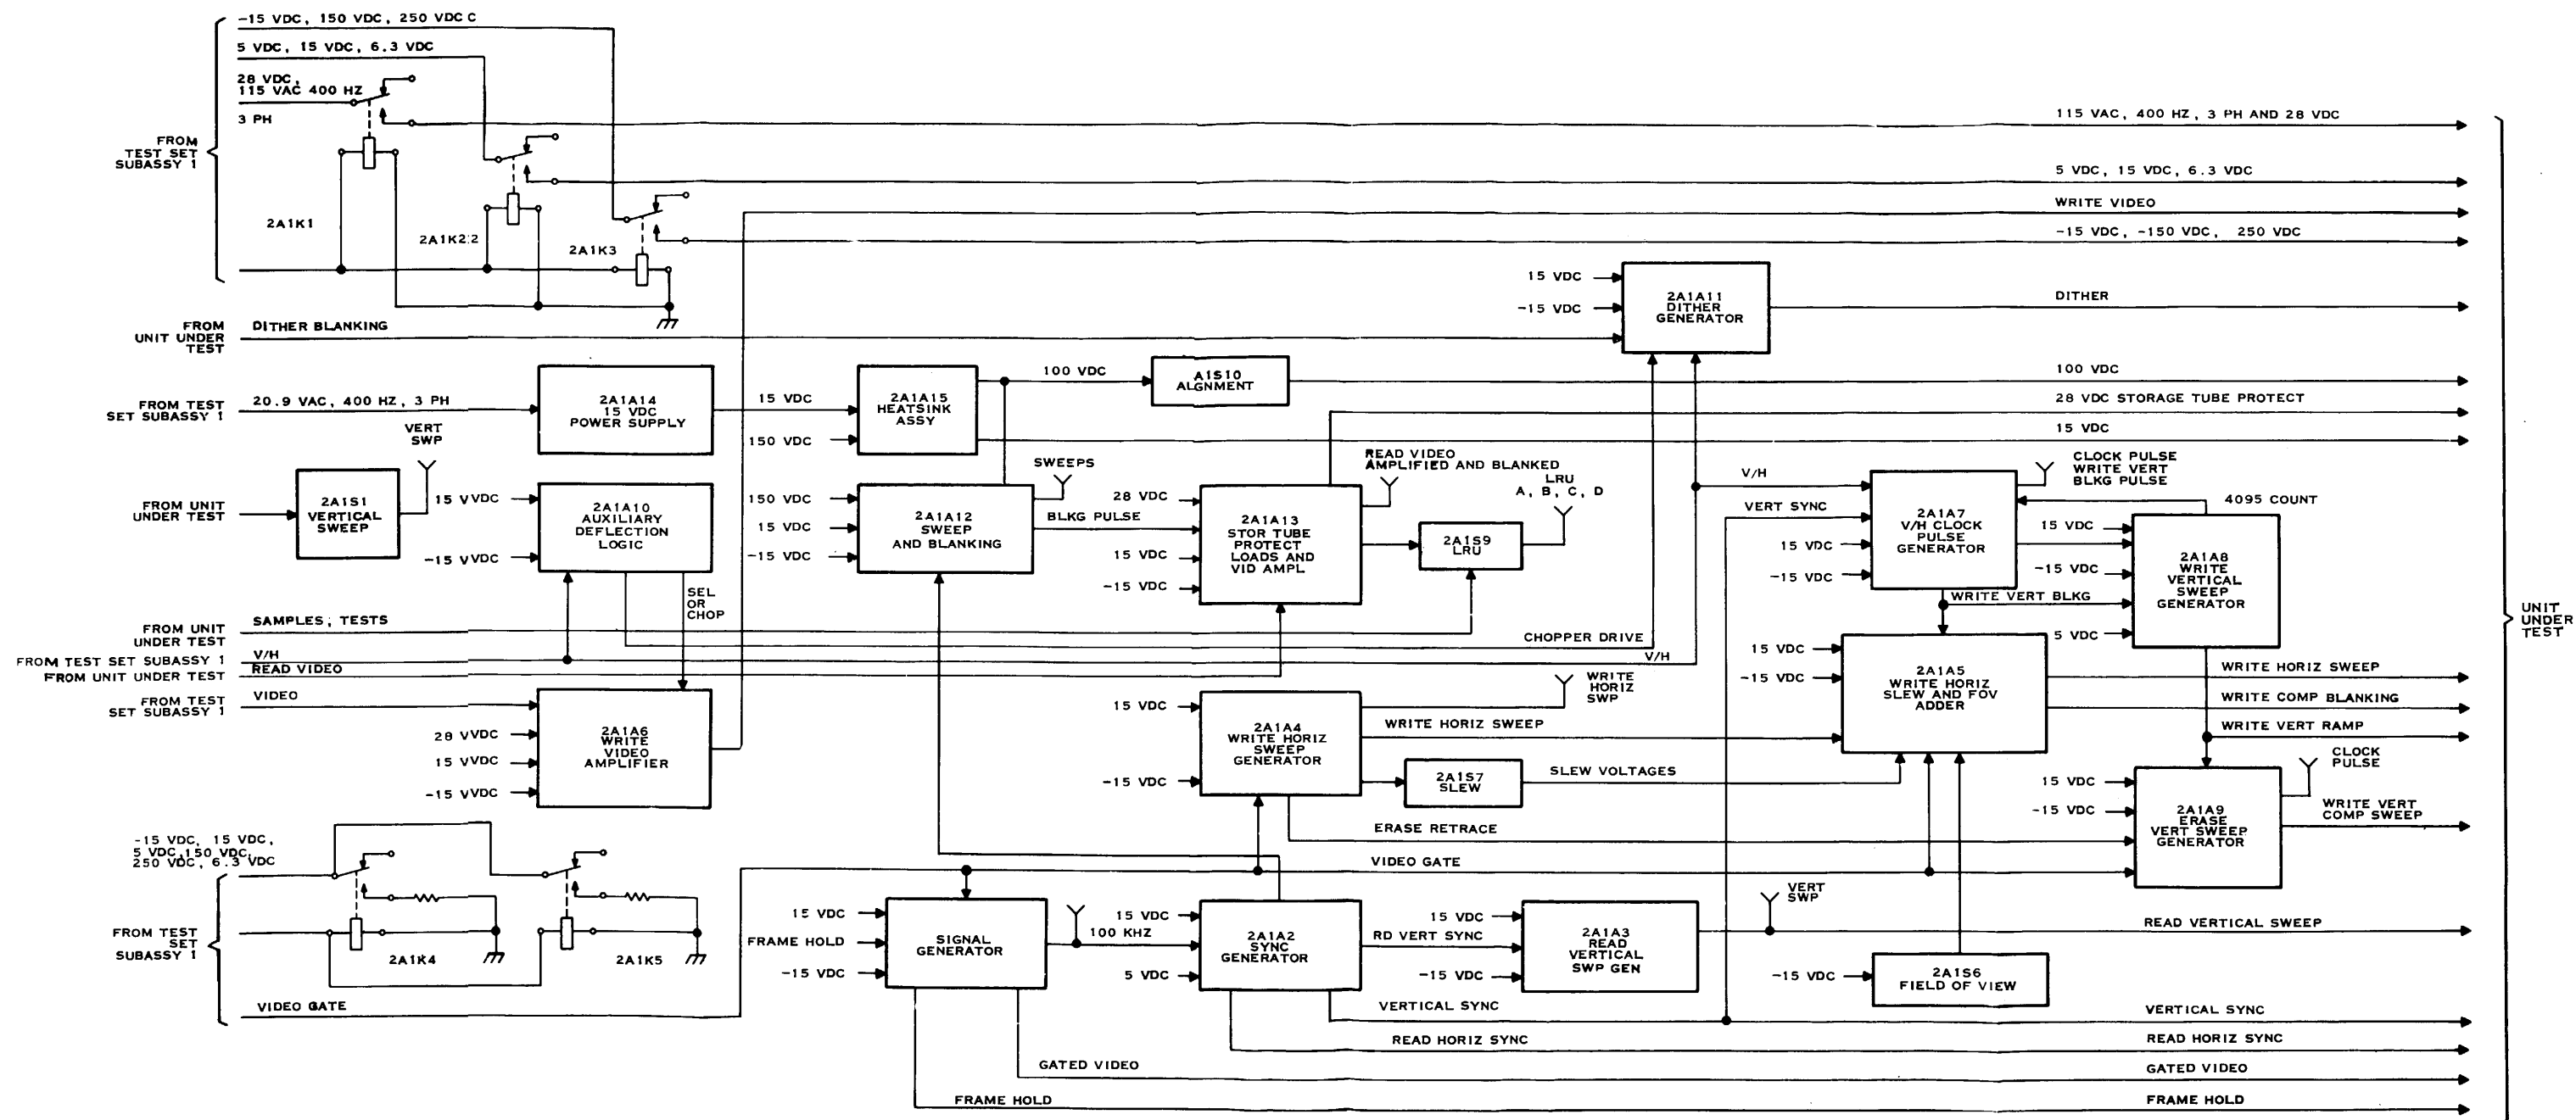 -15 VDC, 150 VDC, 250 VDC C
5 VDC, 15 VDC, 6.3 VDC
28 VDC,
115 VAC 400 HZ
3 PH
FROM
TEST SET
SUBASSY 1
2A1K1
2A1K2:2
2A1K3
115 VAC, 400 HZ, 3 PH AND 28 VDC
5 VDC, 15 VDC, 6.3 VDC
WRITE VIDEO
-15 VDC, -150 VDC, 250 VDC
15 VDC
-15 VDC
2A1A11
DITHER
GENERATOR
DITHER
FROM
UNIT UNDER
TEST
DITHER BLANKING
FROM TEST
SET SUBASSY
1
20.9 VAC, 400 HZ, 3 PH
2A1A14
15 VDC
POWER SUPPLY
15 VDC
150 VDC
2A1A15
HEATSINK
ASSY
100 VDC
A1S10
ALGNMENT
100 VDC
28 VDC STORAGE TUBE PROTECT
15 VDC
VERT
SWP
FROM UNIT
UNDER TEST
2A1S1
VERTICAL
SWEEP
15 VVDC
-15 VVDC
2A1A10
AUXILIARY
DEFLECTION
LOGIC
SEL
OR
CHOP
150 VDC
15 VDC
-15 VDC
2A1A12
SWEEP
AND BLANKING
SWEEPS
BLKG PULSE
28 VDC
15 VDC
-15 VDC
2A1A13
STOR TUBE
PROTECT
LOADS AND
VID AMPL
READ VIDEO
AMPLIFIED AND BLANKED
LRU
A, B, C, D
2A1S9
LRU
V/H
VERT SYNC
15 VDC
-15 VDC
2A1A7
V/H CLOCK
PULSE
GENERATOR
CLOCK PULSE
WRITE VERT
BLKG PULSE
4095 COUNT
15 VDC
-15 VDC
WRITE VERT BLKG
5 VDC
2A1A8
WRITE
VERTICAL
SWEEP
GENERATOR
UNIT
UNDER
TEST
FROM UNIT
UNDER TEST
SAMPLES, TESTS
CHOPPER DRIVE
FROM TEST SET SUBASSY 1
V/H
V/H
FROM UNIT UNDER TEST
READ VIDEO
FROM TEST
SET SUBASSY 1
VIDEO
28 VVDC
15 VVDC
-15 VVDC
2A1A6
WRITE
VIDEO
AMPLIFIER
15 VDC
-15 VDC
2A1A4
WRITE HORIZ
SWEEP
GENERATOR
WRITE
HORIZ
SWP
WRITE HORIZ SWEEP
2A1S7
SLEW
SLEW VOLTAGES
ERASE RETRACE
15 VDC
-15 VDC
2A1A5
WRITE HORIZ
SLEW AND FOV
ADDER
WRITE HORIZ SWEEP
WRITE COMP BLANKING
WRITE VERT RAMP
CLOCK
PULSE
15 VDC
-15 VDC
2A1A9
ERASE
VERT SWEEP
GENERATOR
WRITE VERT
COMP SWEEP
-15 VDC, 15 VDC,
5 VDC,150 VDC,
250 VDC, 6.3 VDC
FROM TEST
SET
SUBASSY 1
2A1K4
2A1K5
VIDEO GATE
VIDEO GATE
15 VDC
FRAME HOLD
-15 VDC
SIGNAL
GENERATOR
100 KHZ
15 VDC
5 VDC
2A1A2
SYNC
GENERATOR
RD VERT SYNC
15 VDC
-15 VDC
2A1A3
READ
VERTICAL
SWP GEN
VERT
SWP
READ VERTICAL SWEEP
-15 VDC
2A1S6
FIELD OF VIEW
VERTICAL SYNC
VERTICAL SYNC
READ HORIZ SYNC
READ HORIZ SYNC
GATED VIDEO
GATED VIDEO
FRAME HOLD
FRAME HOLD